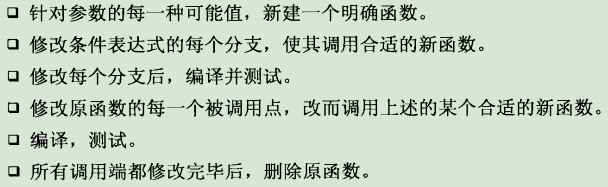 ❑ 针对参数的每一种可能值，新建一个明确函数。
❑ 修改条件表达式的每个分支，使其调用合适的新函数。
❑ 修改每个分支后，编译并测试。
❑ 修改原函数的每一个被调用点，改而调用上述的某个合适的新函数。
❑ 编译，测试。
❑ 所有调用端都修改完毕后，删除原函数。